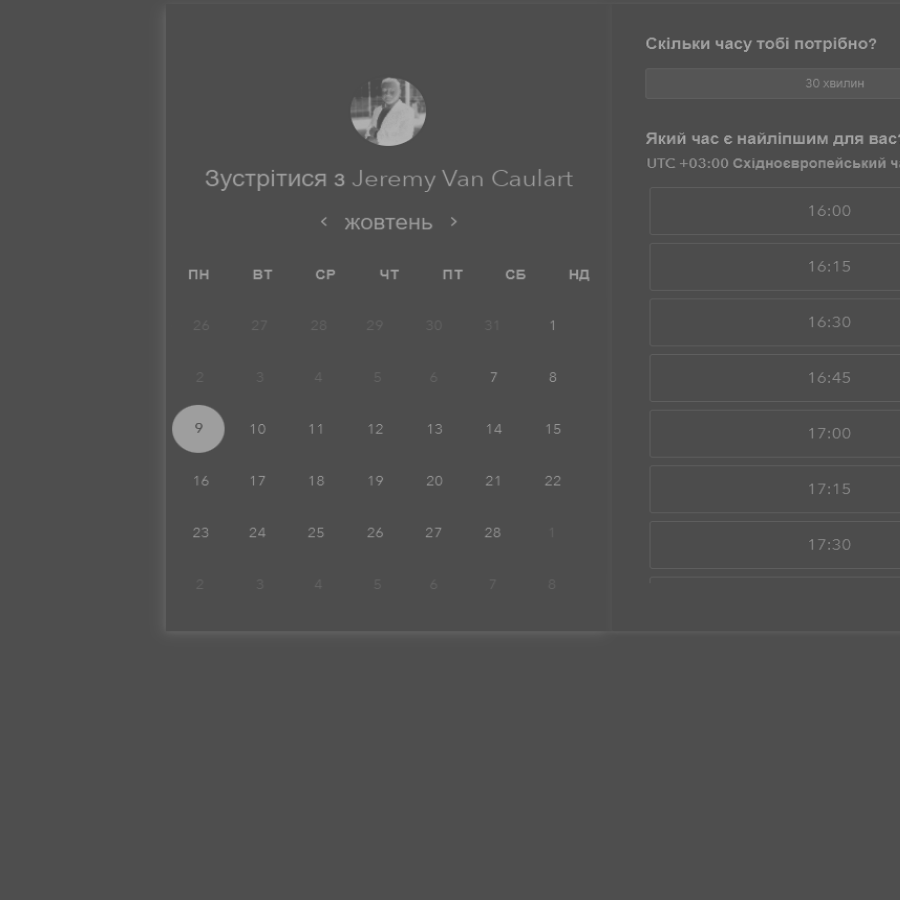 Зустрітися з Jeremy Van Caulart
< жовтень >
ПН ВТ СР ЧТ ПТ СБ НД
26 27 28 29 30 31 1
2 3 4 5 6 7 8
9 10 11 12 13 14 15
16 17 18 19 20 21 22
23 24 25 26 27 28 1
2 3 4 5 6 7 8
Скільки часу тобі потрібно?
30 хвилин
Який час є найліпшим для вас?
UTC +03:00 Східноєвропейський
16:00
16:15
16:30
16:45
17:00
17:15
17:30